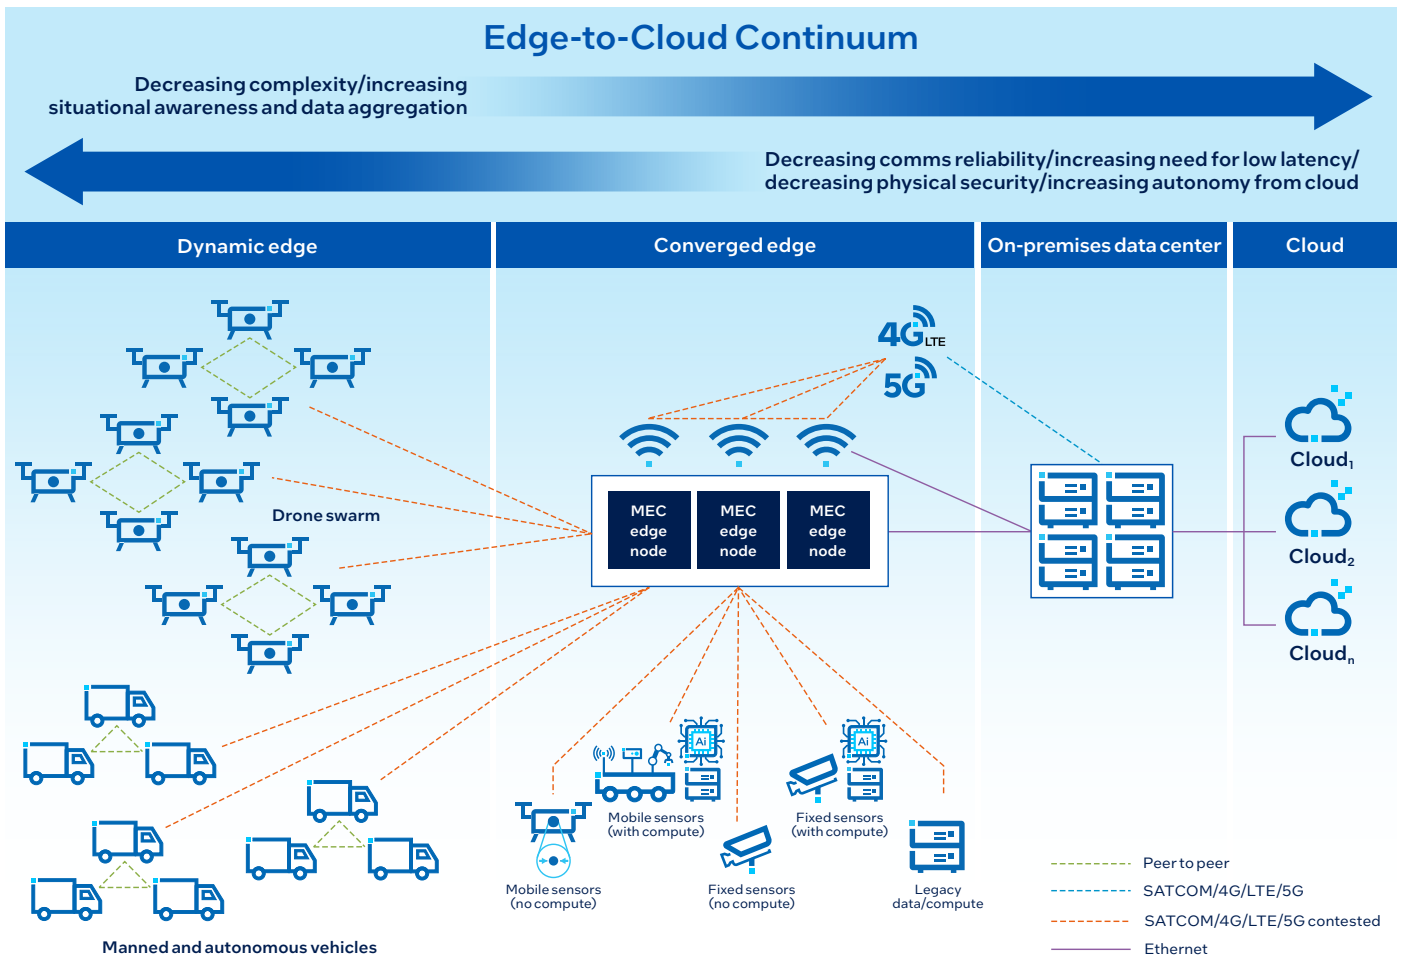 Edge-to-Cloud Continuum
Decreasing complexity/increasing
situational awareness and data aggregation
Decreasing comms reliability/increasing need for low latency/
decreasing physical security/increasing autonomy from cloud
Dynamic edge
Converged edge
On-premises data center
Cloud
4G LTE
5G
Drone swarm
MEC
edge
node
MEC
edge
node
MEC
edge
node
Cloud1
Cloud2
Cloudn
Ai
Ai
Mobile sensors
(with compute)
Fixed sensors
(with compute)
Mobile sensors
(no compute)
Fixed sensors
(no compute)
Legacy
data/compute
Manned and autonomous vehicles
Peer to peer
SATCOM/4G/LTE/5G
SATCOM/4G/LTE/5G contested
Ethernet